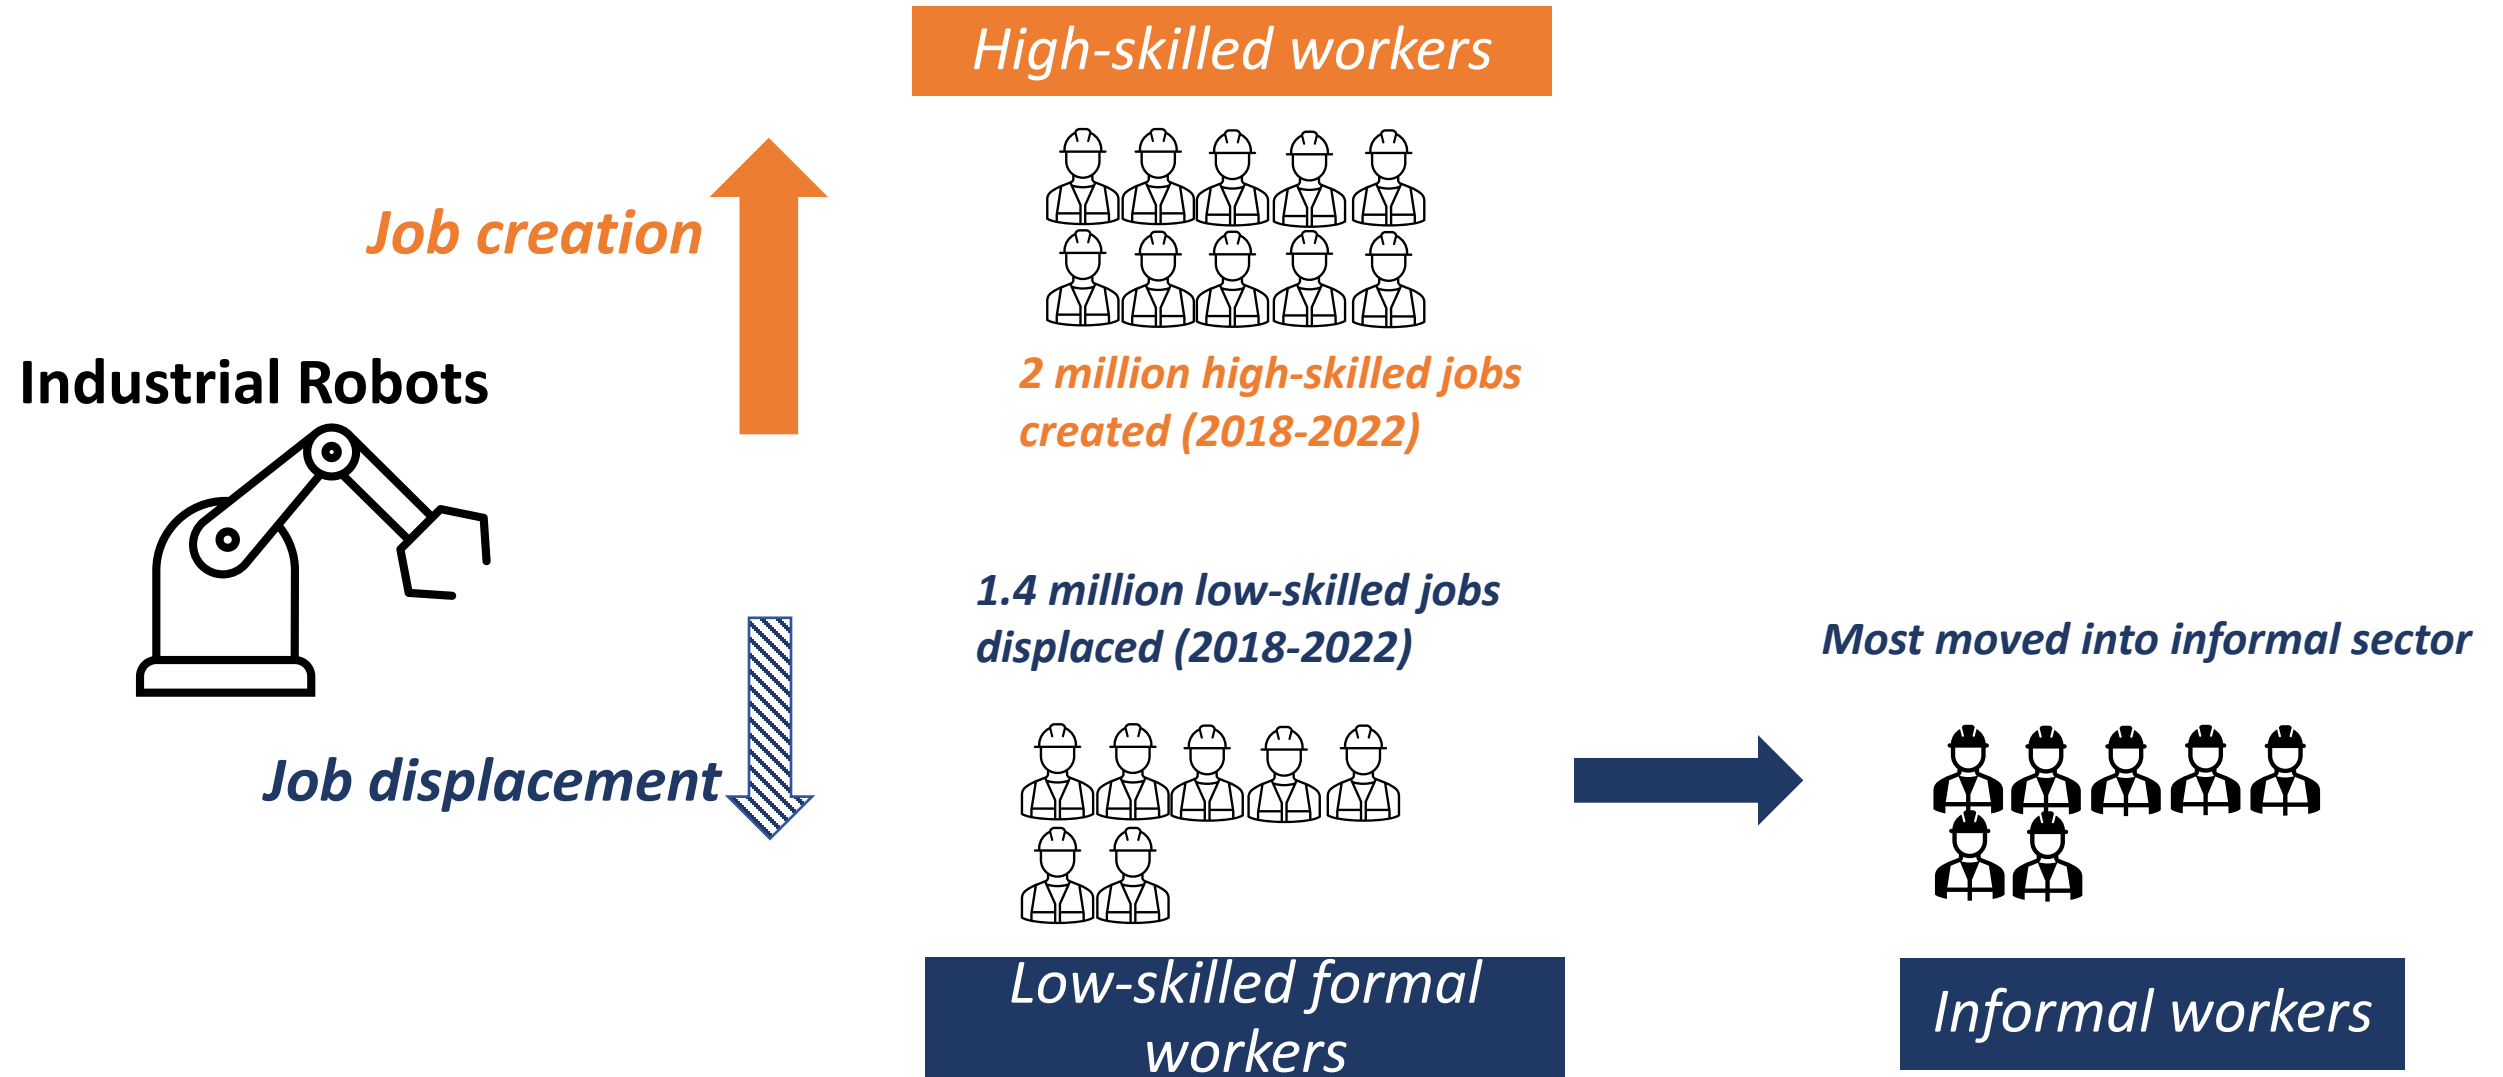 High-skilled workers
Job creation
Industrial Robots
2 million high-skilled jobs
created (2018-2022)
1.4 million low-skilled jobs
displaced (2018-2022)
Most moved into informal sector
Job displacement
Low-skilled formal
workers
Informal workers